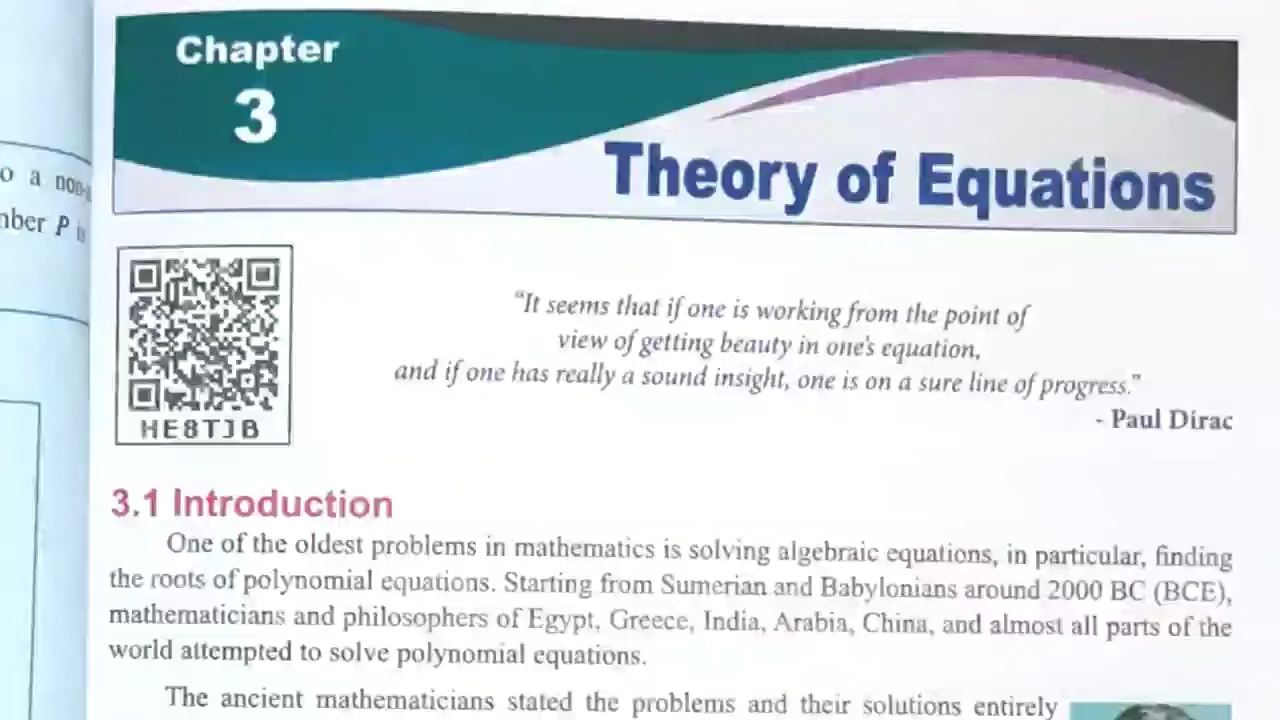 Chapter
3
Theory of Equations
o a non-
mber P is
HE8TJB
“It seems that if one is working from the point of
view of getting beauty in one’s equation,
and if one has really a sound insight, one is on a sure line of progress.”
- Paul Dirac
3.1 Introduction
One of the oldest problems in mathematics is solving algebraic equations, in particular, finding
the roots of polynomial equations. Starting from Sumerian and Babylonians around 2000 BC (BCE),
mathematicians and philosophers of Egypt, Greece, India, Arabia, China, and almost all parts of the
world attempted to solve polynomial equations.
The ancient mathematicians stated the problems and their solutions entirely